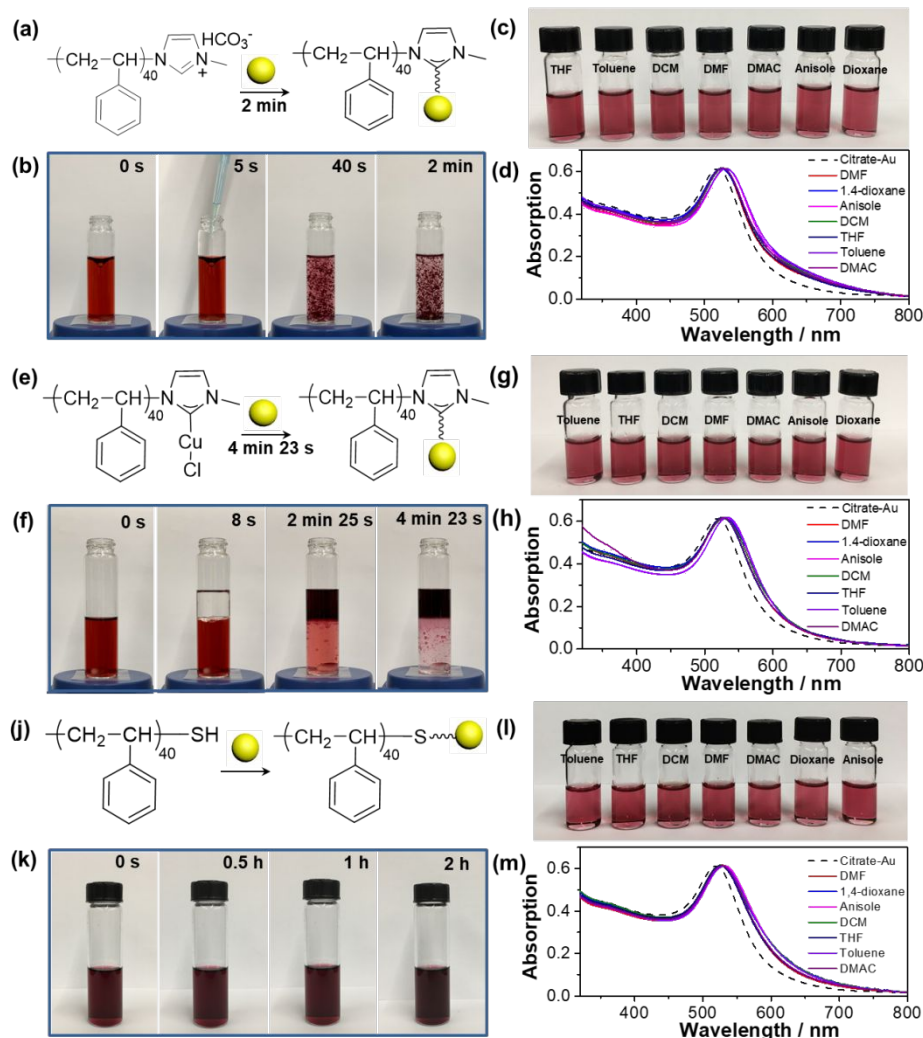 (a)
HCO₃⁻
CH₂ CH 40 N N +
2 min
CH₂ CH 40 N N
(b)
0 s 5 s 40 s 2 min
(c)
THF Toluene DCM DMF DMAC Anisole Dioxane
(d)
Absorption
0.6
0.4
0.2
0.0
400 500 600 700 800
Wavelength / nm
Citrate-Au
DMF
1.4-dioxane
Anisole
DCM
THF
Toluene
DMAC
(e)
CH₂ CH 40 N N
Cu
Cl
4 min 23 s
CH₂ CH 40 N N
(f)
0 s 8 s 2 min 25 s 4 min 23 s
(g)
Toluene THF DCM DMF DMAC Anisole Dioxane
(h)
Absorption
0.6
0.4
0.2
0.0
400 500 600 700 800
Wavelength / nm
Citrate-Au
DMF
1.4-dioxane
Anisole
DCM
THF
Toluene
DMAC
(j)
CH₂ CH 40 SH
CH₂ CH 40 S
(k)
0 s 0.5 h 1 h 2 h
(l)
Toluene THF DCM DMF DMAC Dioxane Anisole
(m)
Absorption
0.6
0.4
0.2
0.0
400 500 600 700 800
Wavelength / nm
Citrate-Au
DMF
1,4-dioxane
Anisole
DCM
THF
Toluene
DMAC